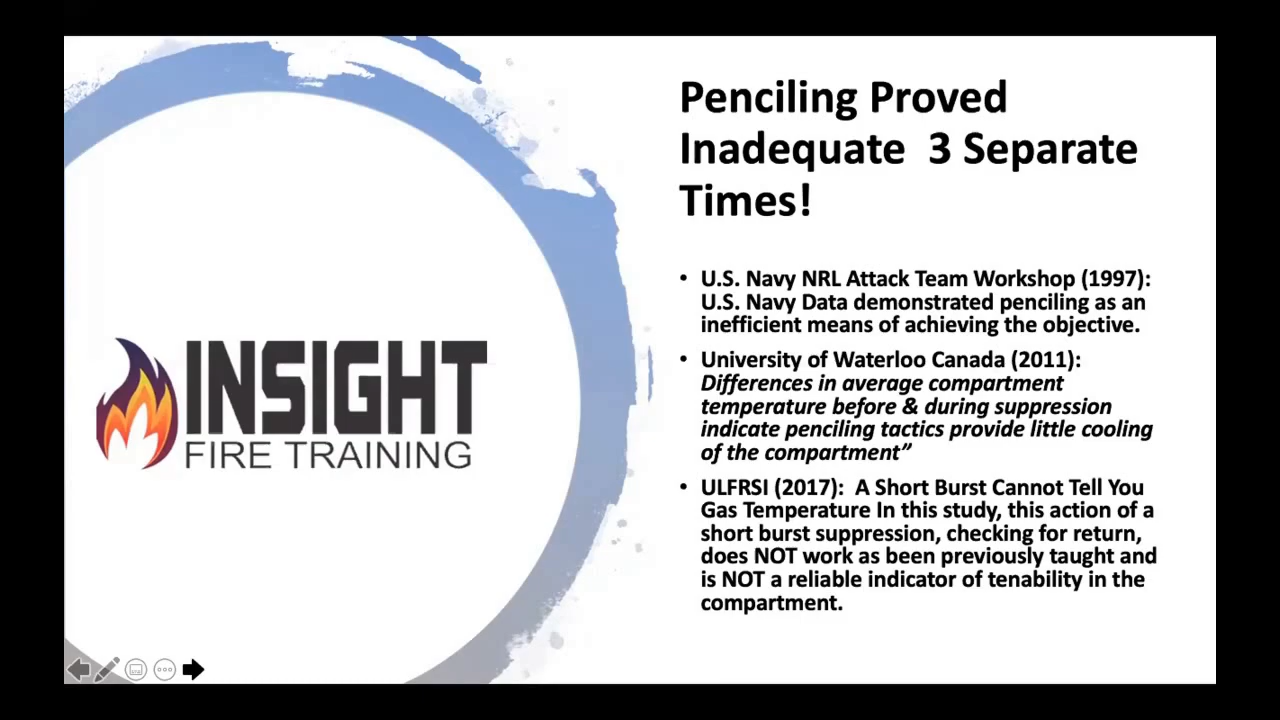 Penciling Proved
Inadequate  3 Separate
Times!
• U.S. Navy NRL Attack Team Workshop (1997):
U.S. Navy Data demonstrated penciling as an
inefficient means of achieving the objective.
• University of Waterloo Canada (2011):
Differences in average compartment
temperature before & during suppression
indicate penciling tactics provide little cooling
of the compartment”
• ULFRSI (2017):  A Short Burst Cannot Tell You
Gas Temperature In this study, this action of a
short burst suppression, checking for return,
does NOT work as been previously taught and
is NOT a reliable indicator of tenability in the
compartment.
INSIGHT
FIRE TRAINING